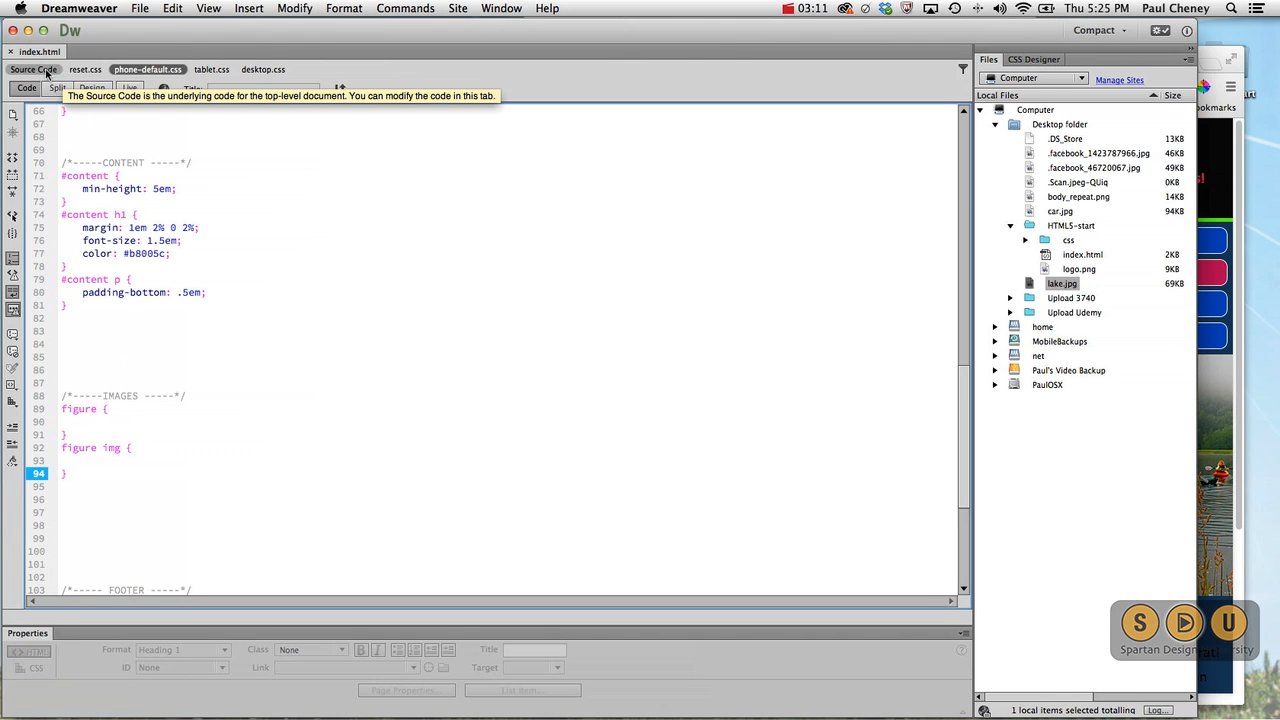 Dreamweaver File Edit View Insert Modify Format Commands Site Window Help 03:11 Thu 5:25 PM Paul Cheney
Dw Compact
index.html
Source Code reset.css phone-default.css tablet.css desktop.css
Code Split Design Live Title:
The Source Code is the underlying code for the top-level document. You can modify the code in this tab.
66 }
67
68
69
70 /*-----CONTENT -----*/
71 #content {
72 min-height: 5em;
73 }
74 #content h1 {
75 margin: 1em 2% 0 2%;
76 font-size: 1.5em;
77 color: #b8005c;
78 }
79 #content p {
80 padding-bottom: .5em;
81 }
82
83
84
85
86
87
88 /*-----IMAGES -----*/
89 figure {
90
91 }
92 figure img {
93
94 }
95
96
97
98
99
100
101
102
103 /*----- FOOTER -----*/
Files CSS Designer
Computer Manage Sites
Local Files Size
Computer
Desktop folder
.DS_Store 13KB
.facebook_1423787966.jpg 46KB
.facebook_46720067.jpg 49KB
.Scan.jpeg-QUiq 0KB
body_repeat.png 14KB
car.jpg 94KB
HTML5-start
css
index.html 2KB
logo.png 9KB
lake.jpg 69KB
Upload 3740
Upload Udemy
home
MobileBackups
net
Paul's Video Backup
PaulOSX
1 local items selected totalling Log...
Properties
<> HTML Format Heading 1 Class None B I Title
CSS ID None Link Target
Page Properties... List Item...
okmarks
S D U
Spartan Design University